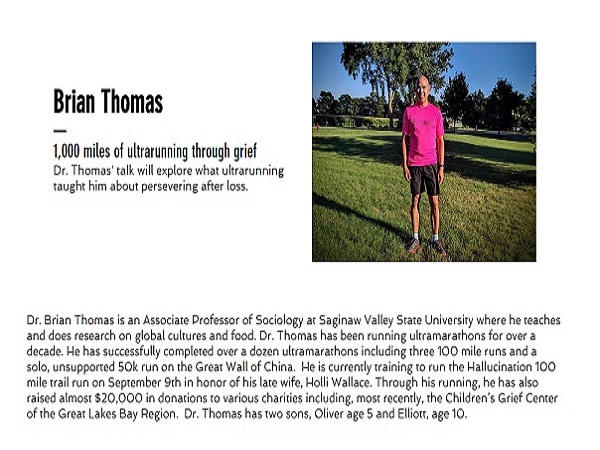 Brian Thomas
1,000 miles of ultrarunning through grief
Dr. Thomas' talk will explore what ultrarunning
taught him about persevering after loss.
Dr. Brian Thomas is an Associate Professor of Sociology at Saginaw Valley State University where he teaches
and does research on global cultures and food. Dr. Thomas has been running ultramarathons for over a
decade. He has successfully completed over a dozen ultramarathons including three 100 mile runs and a
solo, unsupported 50k run on the Great Wall of China. He is currently training to run the Hallucination 100
mile trail run on September 9th in honor of his late wife, Holli Wallace. Through his running, he has also
raised almost $20,000 in donations to various charities including, most recently, the Children's Grief Center
of the Great Lakes Bay Region. Dr. Thomas has two sons, Oliver age 5 and Elliott, age 10.